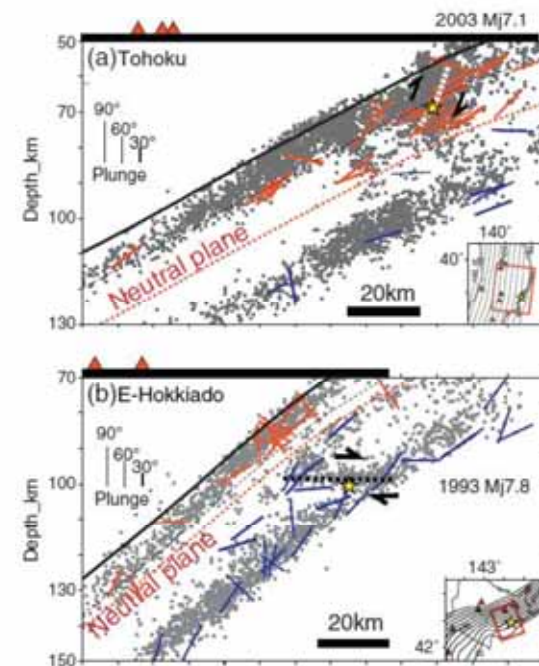 2003 Mj7.1
50
(a)Tohoku
70
90°
60°
30°
Plunge
Depth_km
100
Neutral plane
140°
40°
20km
130
70
(b)E-Hokkiado
90°
60°
30°
Plunge
100
Depth_km
1993 Mj7.8
130
Neutral plane
143°
42°
20km
150